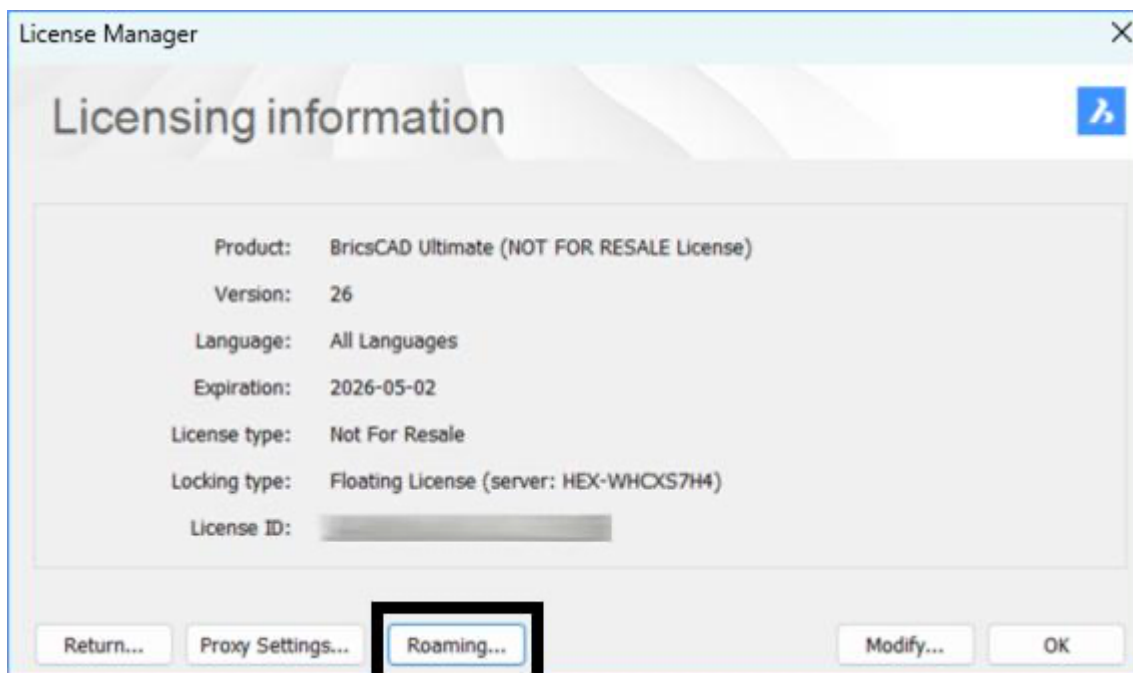 License Manager
Licensing information
Product: BricsCAD Ultimate (NOT FOR RESALE License)
Version: 26
Language: All Languages
Expiration: 2026-05-02
License type: Not For Resale
Locking type: Floating License (server: HEX-WHCXS7H4)
License ID:
Return... Proxy Settings... Roaming... Modify... OK